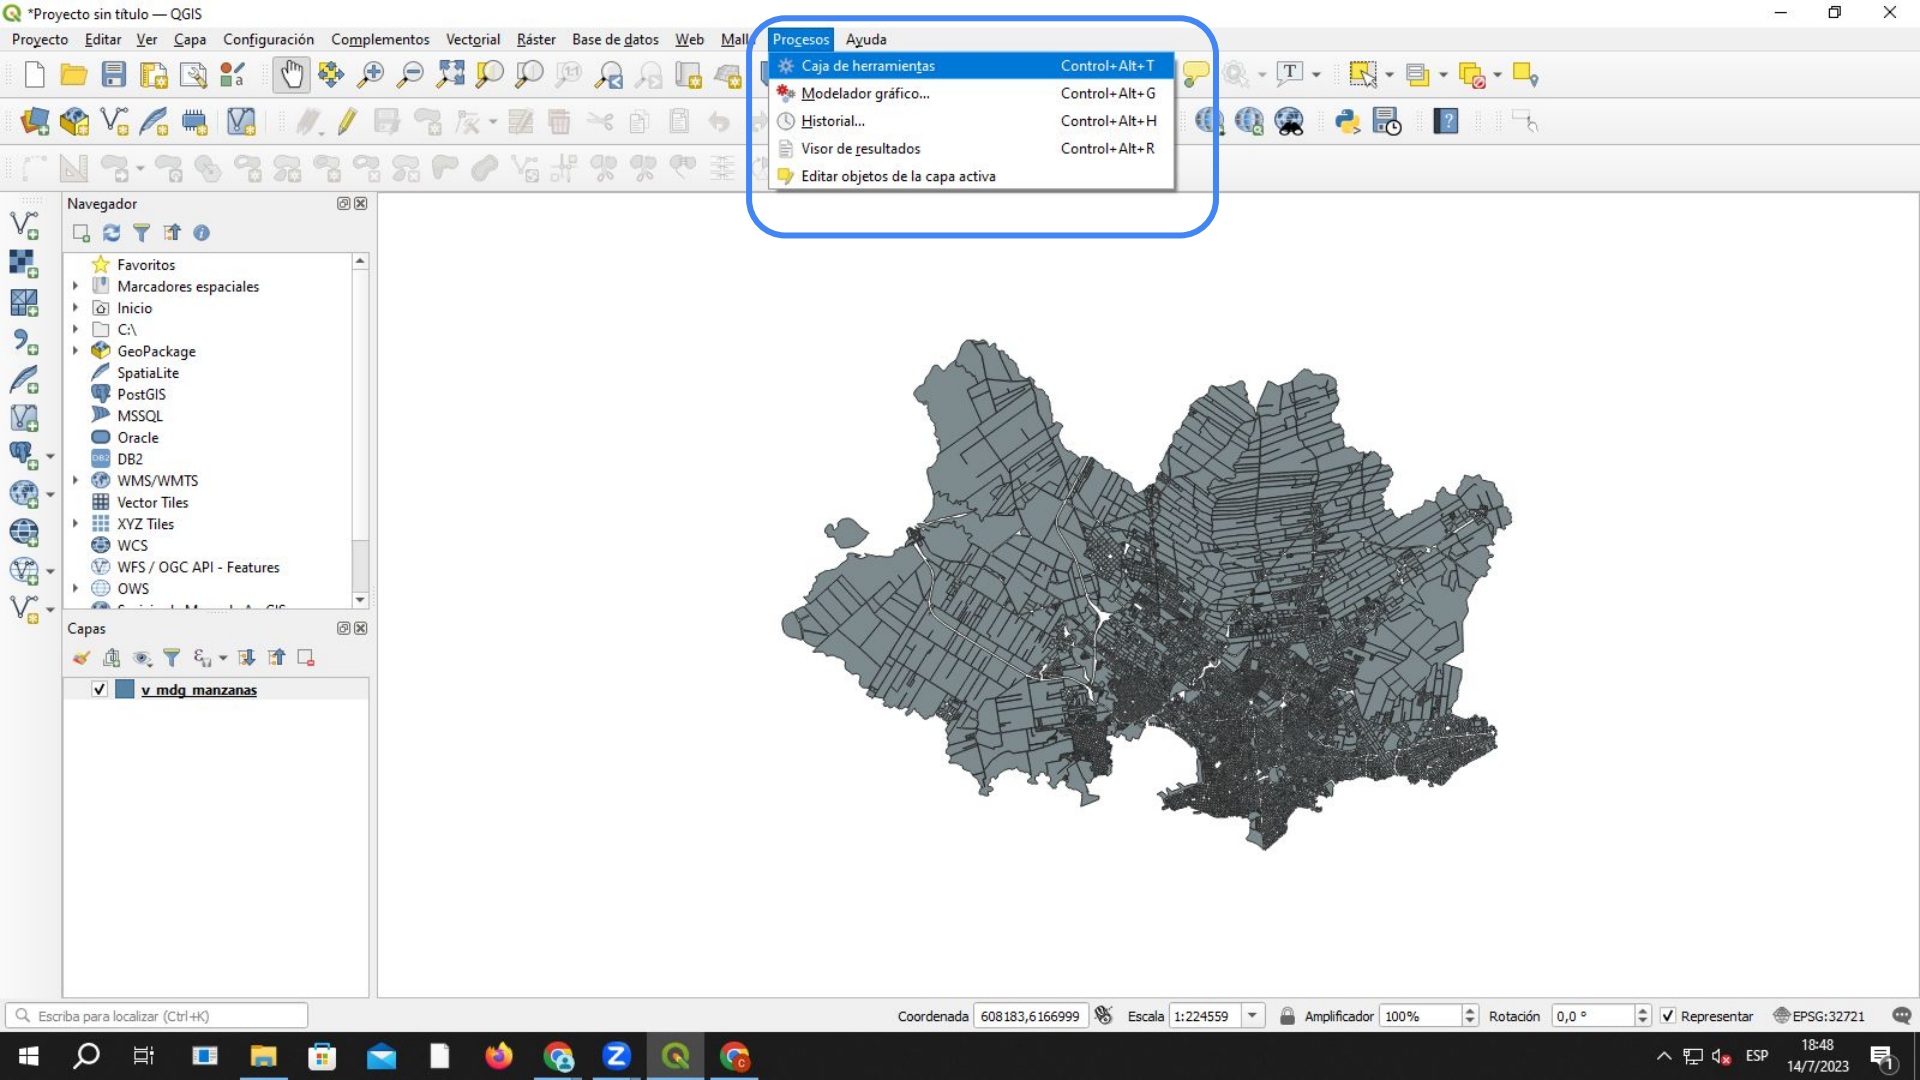 *Proyecto sin título — QGIS
Proyecto Editar Ver Capa Configuración Complementos Vectorial Ráster Base de datos Web Mall Procesos Ayuda
Caja de herramientas Control+Alt+T
Modelador gráfico... Control+Alt+G
Historial... Control+Alt+H
Visor de resultados Control+Alt+R
Editar objetos de la capa activa
Navegador
Favoritos
Marcadores espaciales
Inicio
C:\
GeoPackage
SpatiaLite
PostGIS
MSSQL
Oracle
DB2
WMS/WMTS
Vector Tiles
XYZ Tiles
WCS
WFS / OGC API - Features
OWS
Capas
v_mdg_manzanas
Escriba para localizar (Ctrl+K)
Coordenada 608183,6166999 Escala 1:224559 Amplificador 100% Rotación 0,0 ° Representar EPSG:32721
ESP
18:48
14/7/2023